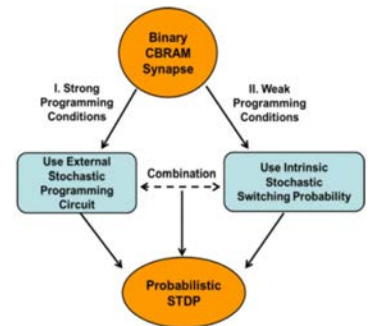 Binary
CBRAM
Synapse
I. Strong
Programming
Conditions
II. Weak
Programming
Conditions
Use External
Stochastic
Programming
Circuit
Combination
Use Intrinsic
Stochastic
Switching Probability
Probabilistic
STDP